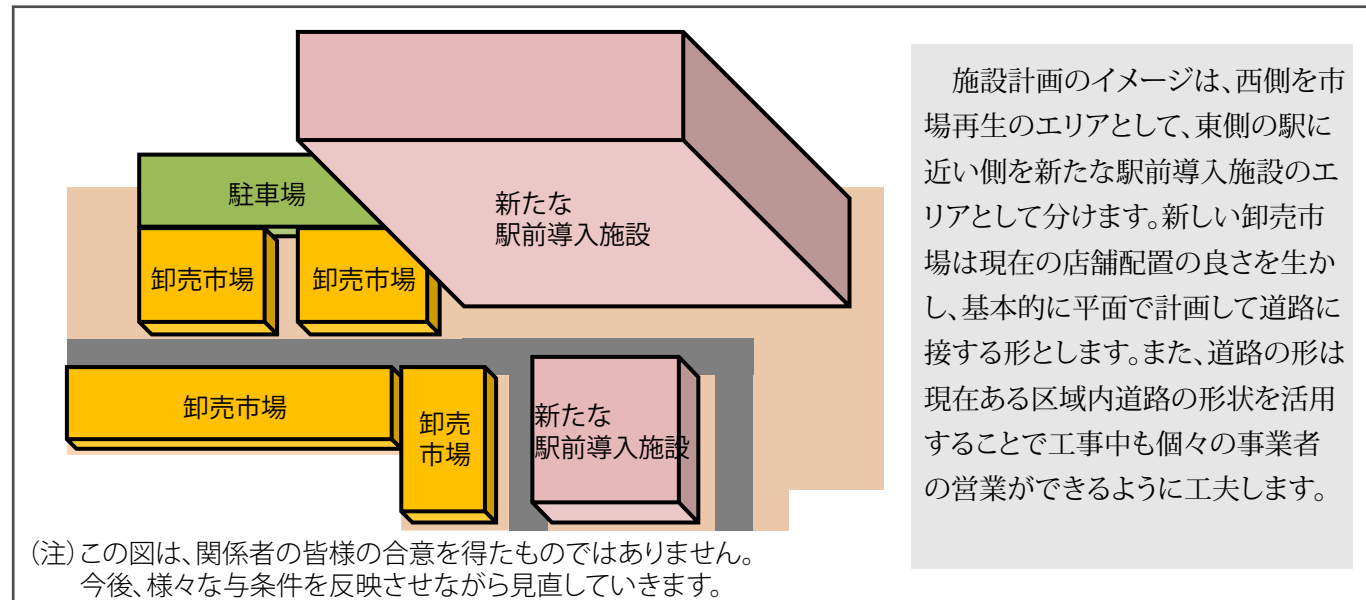 駐車場
新たな
駅前導入施設
卸売市場
卸売市場
卸売市場
卸売
市場
新たな
駅前導入施設
(注)この図は、関係者の皆様の合意を得たものではありません。
今後、様々な与条件を反映させながら見直していきます。
施設計画のイメージは、西側を市
場再生のエリアとして、東側の駅に
近い側を新たな駅前導入施設のエ
リアとして分けます。新しい卸売市
場は現在の店舗配置の良さを生か
し、基本的に平面で計画して道路に
接する形とします。また、道路の形は
現在ある区域内道路の形状を活用
することで工事中も個々の事業者
の営業ができるように工夫します。